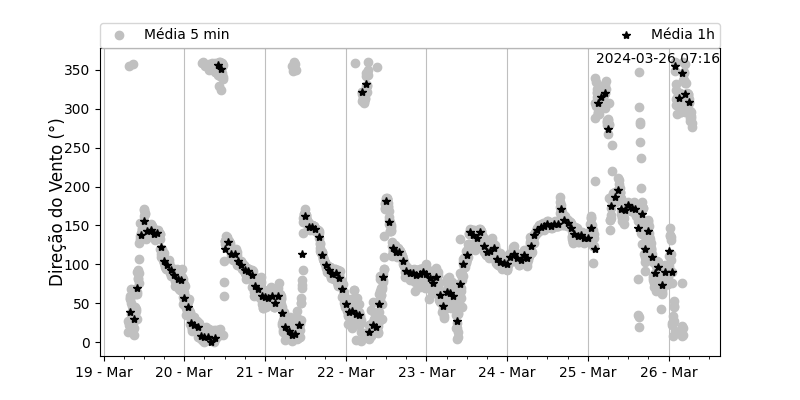 Média 5 min
Média 1h
2024-03-26 07:16
Direção do Vento (°)
350
300
250
200
150
100
50
0
19 - Mar
20 - Mar
21 - Mar
22 - Mar
23 - Mar
24 - Mar
25 - Mar
26 - Mar